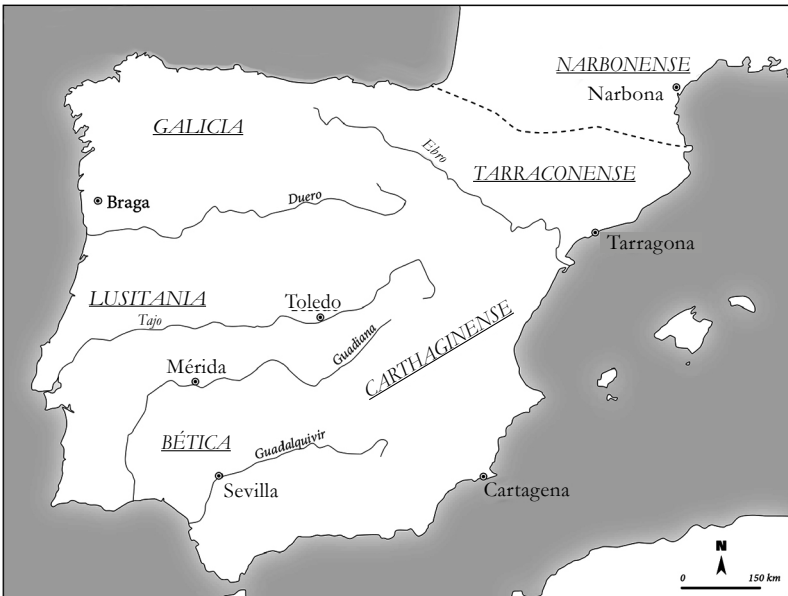 NARBONENSE
Narbona
GALICIA
Ebro
TARRACONENSE
Braga
Duero
Tarragona
LUSITANIA
Tajo
Toledo
Guadiana
CARTHAGINENSE
Mérida
BÉTICA
Guadalquivir
Sevilla
Cartagena
N
0 150 km